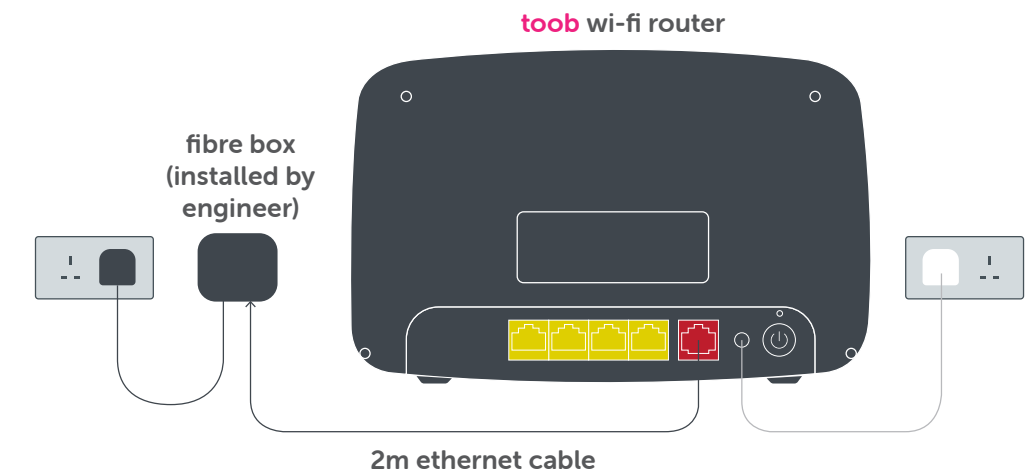 toob wi-fi router
fibre box
(installed by
engineer)
2m ethernet cable